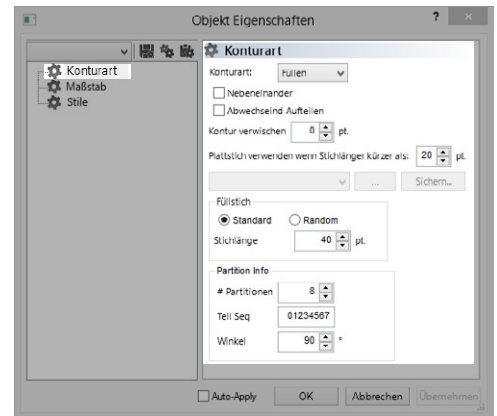 Objekt Eigenschaften
?
Konturart
Maßstab
Stile
Konturart
Konturart: Füllen
Nebeneinander
Abwechselnd Aufteilen
Kontur verwischen 0 pt.
Plattstich verwenden wenn Stichlänger kürzer als: 20 pt.
... Sichern...
Füllstich
Standard Random
Stichlänge 40 pt.
Partition Info
# Partitionen 8
Teil Seq 01234567
Winkel 90 °
Auto-Apply OK Abbrechen Übernehmen